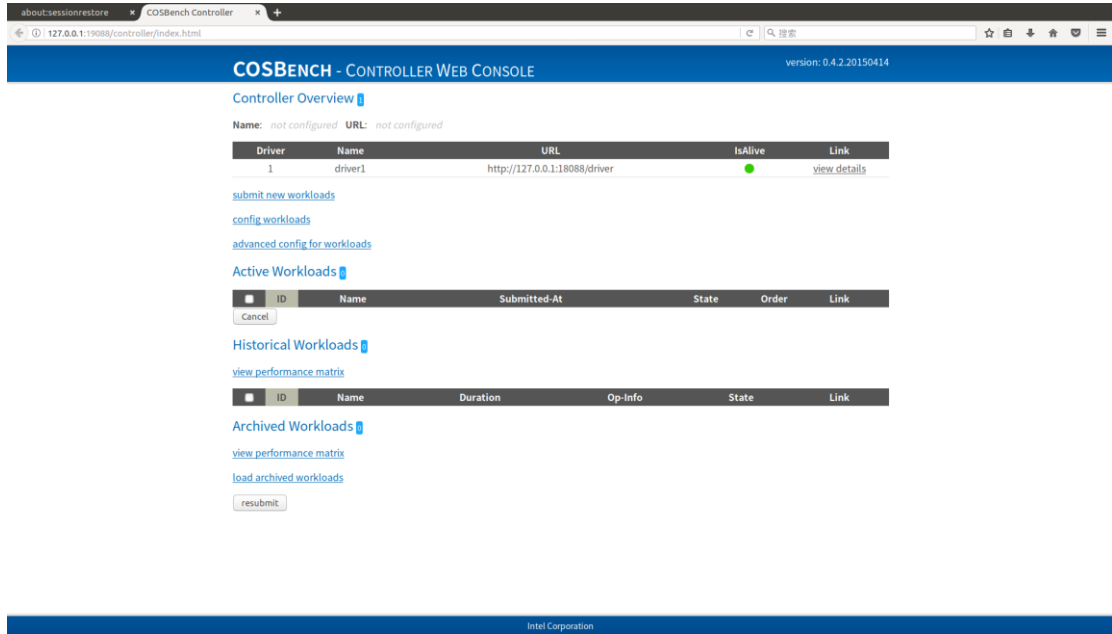 about:sessionrestore × COSBench Controller × +
127.0.0.1:19088/controller/index.html 搜索
COSBENCH - CONTROLLER WEB CONSOLE version: 0.4.2.20150414
Controller Overview 1
Name: not configured URL: not configured
Driver Name URL IsAlive Link
1 driver1 http://127.0.0.1:18088/driver view details
submit new workloads
config workloads
advanced config for workloads
Active Workloads 0
ID Name Submitted-At State Order Link
Cancel
Historical Workloads 0
view performance matrix
ID Name Duration Op-Info State Link
Archived Workloads 0
view performance matrix
load archived workloads
resubmit
Intel Corporation